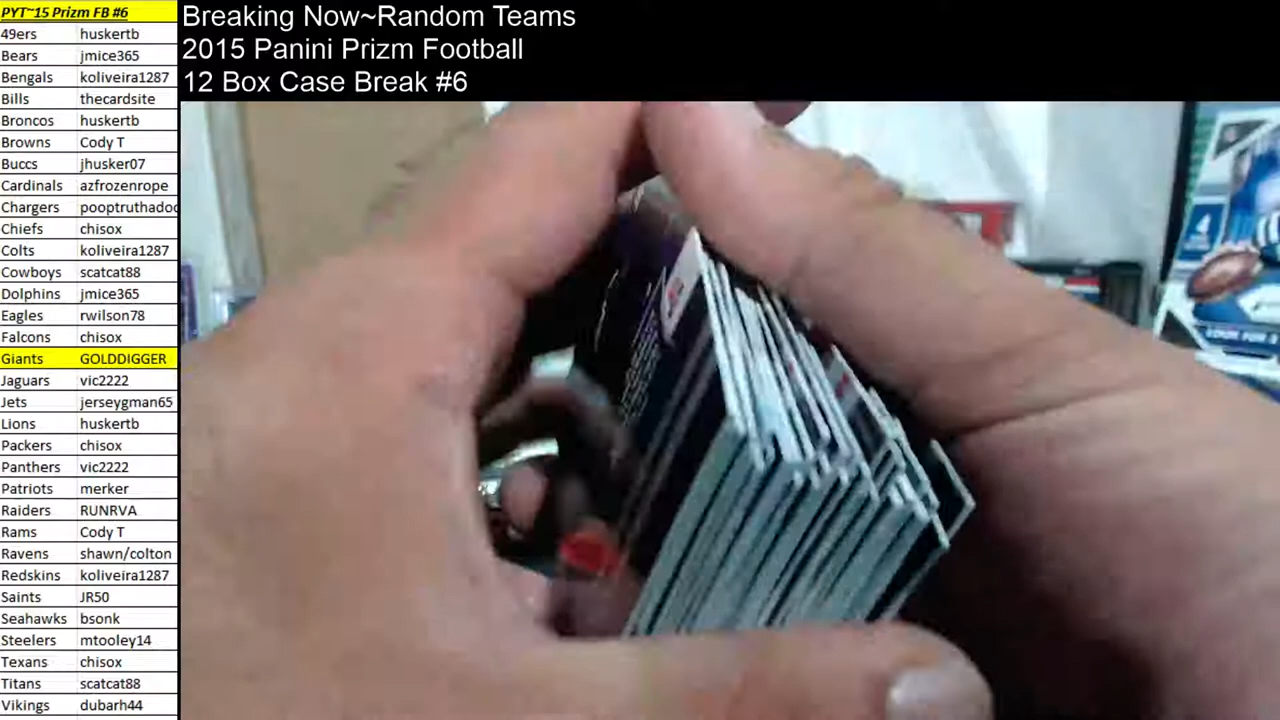 PYT~15 Prizm FB #6
49ers huskertb
Bears jmice365
Bengals koliveira1287
Bills thecardsite
Broncos huskertb
Browns Cody T
Buccs jhusker07
Cardinals azfrozenrope
Chargers pooptruthadoo
Chiefs chisox
Colts koliveira1287
Cowboys scatcat88
Dolphins jmice365
Eagles rwilson78
Falcons chisox
Giants GOLDDIGGER
Jaguars vic2222
Jets jerseygman65
Lions huskertb
Packers chisox
Panthers vic2222
Patriots merker
Raiders RUNRVA
Rams Cody T
Ravens shawn/colton
Redskins koliveira1287
Saints JR50
Seahawks bsonk
Steelers mtooley14
Texans chisox
Titans scatcat88
Vikings dubarh44
Breaking Now~Random Teams
2015 Panini Prizm Football
12 Box Case Break #6
4